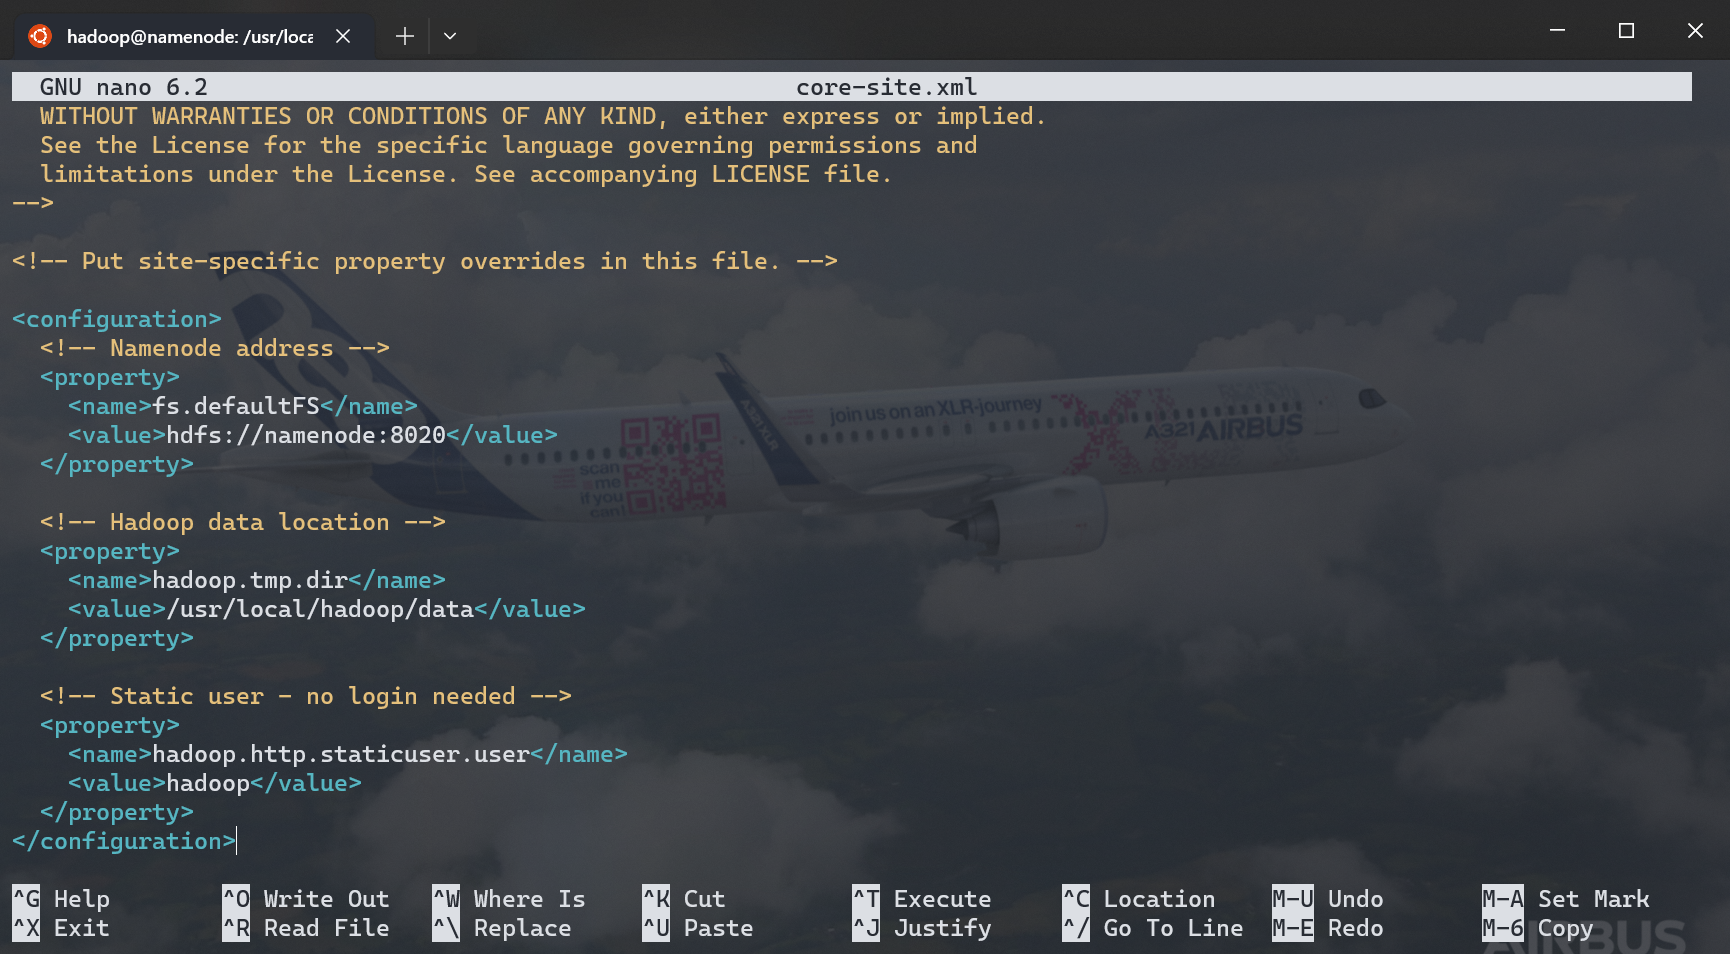 hadoop@namenode: /usr/loca
GNU nano 6.2 core-site.xml
WITHOUT WARRANTIES OR CONDITIONS OF ANY KIND, either express or implied.
See the License for the specific language governing permissions and
limitations under the License. See accompanying LICENSE file.
-->
<!-- Put site-specific property overrides in this file. -->
<configuration>
<!-- Namenode address -->
<property>
<name>fs.defaultFS</name>
<value>hdfs://namenode:8020</value>
</property>
<!-- Hadoop data location -->
<property>
<name>hadoop.tmp.dir</name>
<value>/usr/local/hadoop/data</value>
</property>
<!-- Static user - no login needed -->
<property>
<name>hadoop.http.staticuser.user</name>
<value>hadoop</value>
</property>
</configuration>
join us on an XLR-journey
A321 AIRBUS
A321XLR
scan
me
if you
can!
^G Help ^O Write Out ^W Where Is ^K Cut ^T Execute ^C Location M-U Undo M-A Set Mark
^X Exit ^R Read File ^\ Replace ^U Paste ^J Justify ^/ Go To Line M-E Redo M-6 Copy
AIRBUS